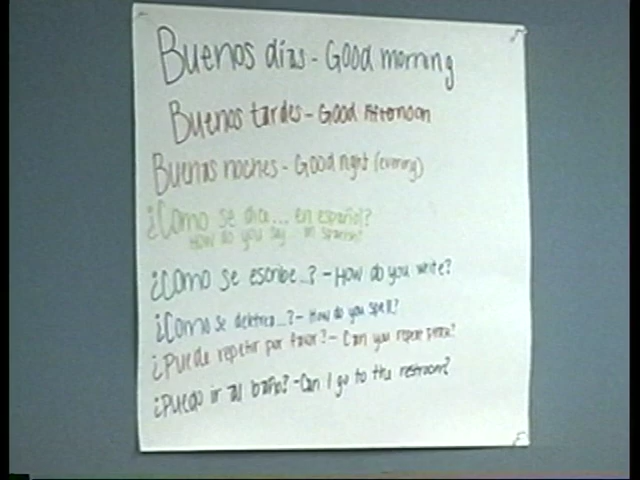 Buenos días - Good morning
Buenos tardes - Good Afternoon
Buenas noches - Good night (evening)
¿Como se dice... en español?
How do you say... in Spanish?
¿Como se escribe...? - How do you write?
¿Como se deletrea...? - How do you spell?
¿Puede repetir por favor? - Can you repeat please?
¿Puedo ir al baño? - Can I go to the restroom?